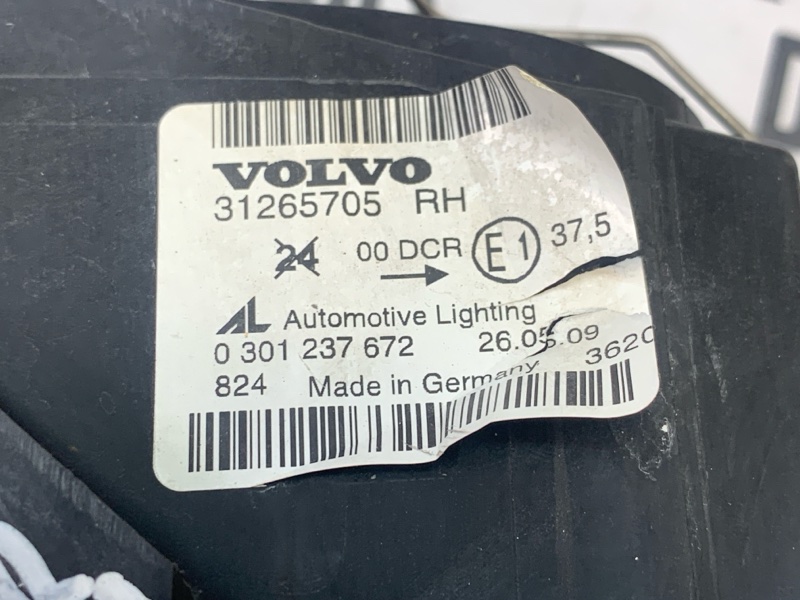 VOLVO
31265705 RH
24 00 DCR E1 37,5
AL Automotive Lighting
0 301 237 672 26.05.09
824 Made in Germany 3620